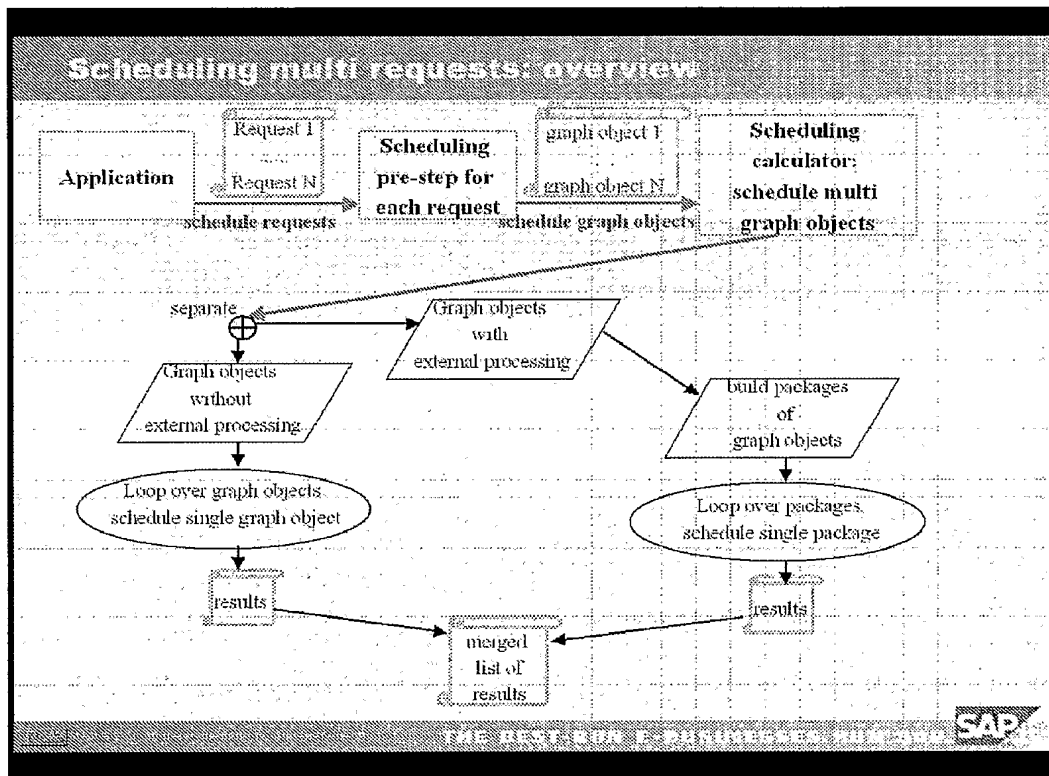 Scheduling multi requests: overview
Application
Request 1
...
Request N
schedule requests
Scheduling
pre-step for
each request
graph object 1
...
graph object N
schedule graph objects
Scheduling
calculator:
schedule multi
graph objects
separate
Graph objects
with
external processing
Graph objects
without
external processing
build packages
of
graph objects
Loop over graph objects
schedule single graph object
Loop over packages,
schedule single package
results
results
merged
list of
results
THE BEST-RUN RUN
SAP